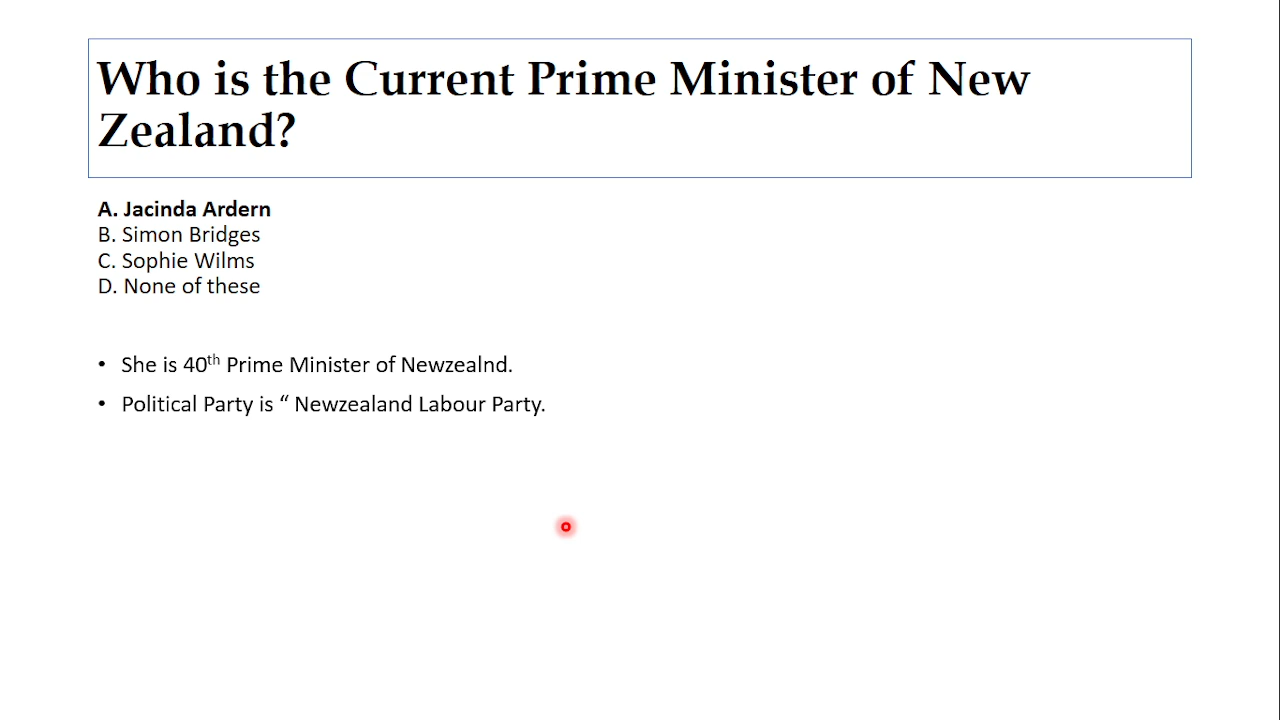 Who is the Current Prime Minister of New
Zealand?
A. Jacinda Ardern
B. Simon Bridges
C. Sophie Wilms
D. None of these
• She is 40th Prime Minister of Newzealnd.
• Political Party is “ Newzealand Labour Party.